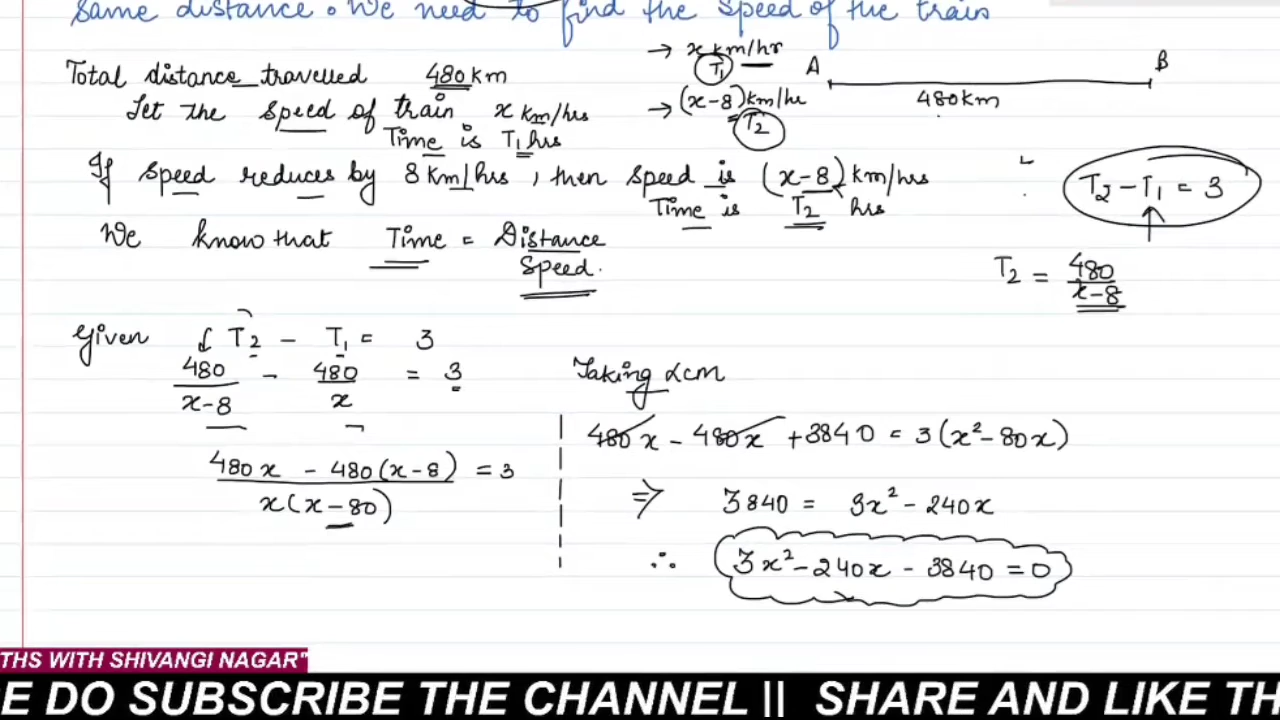 same distance. We need to find the speed of the train
Total distance travelled 480 km
→ x km/hr
T₁
A B
480km
Let the speed of train x km/hrs
→ (x-8) km/hr
T₂
Time is T₁ hrs
If speed reduces by 8 km/hrs, then speed is (x-8) km/hrs
Time is T₂ hrs
T₂ - T₁ = 3
We know that Time = Distance
Speed.
T₂ = 480
x-8
Given T₂ - T₁ = 3
480 - 480 = 3
x-8 x
480x - 480(x-8) = 3
x(x-80)
Taking Lcm
480x - 480x + 3840 = 3(x²-80x)
⇒ 3840 = 3x² - 240x
∴ 3x² - 240x - 3840 = 0
THS WITH SHIVANGI NAGAR"
E DO SUBSCRIBE THE CHANNEL || SHARE AND LIKE TH